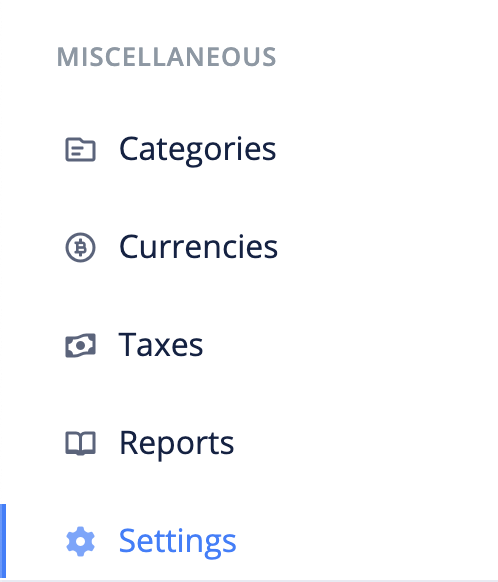 MISCELLANEOUS
Categories
Currencies
Taxes
Reports
Settings